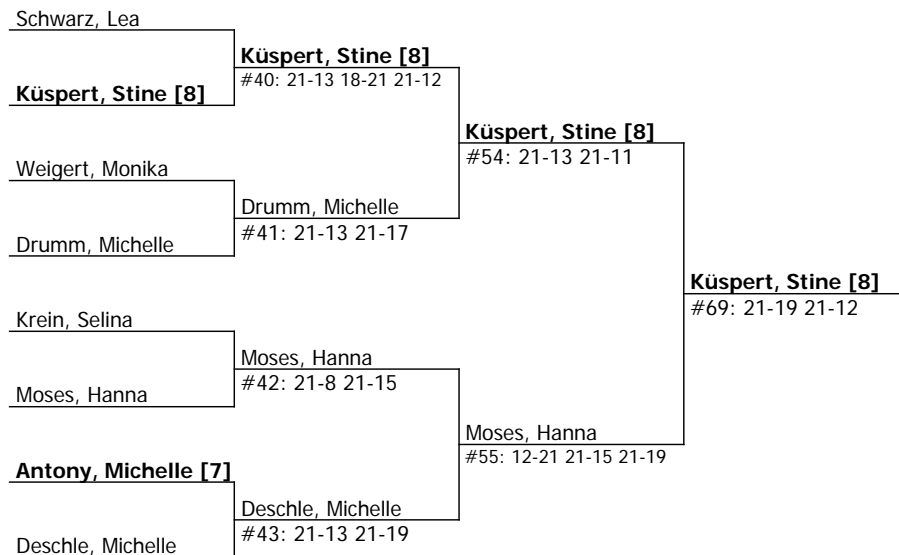 Schwarz, Lea
Küspert, Stine [8]
#40: 21-13 18-21 21-12
Küspert, Stine [8]
Küspert, Stine [8]
#54: 21-13 21-11
Weigert, Monika
Drumm, Michelle
#41: 21-13 21-17
Drumm, Michelle
Küspert, Stine [8]
#69: 21-19 21-12
Krein, Selina
Moses, Hanna
#42: 21-8 21-15
Moses, Hanna
Moses, Hanna
#55: 12-21 21-15 21-19
Antony, Michelle [7]
Deschle, Michelle
#43: 21-13 21-19
Deschle, Michelle